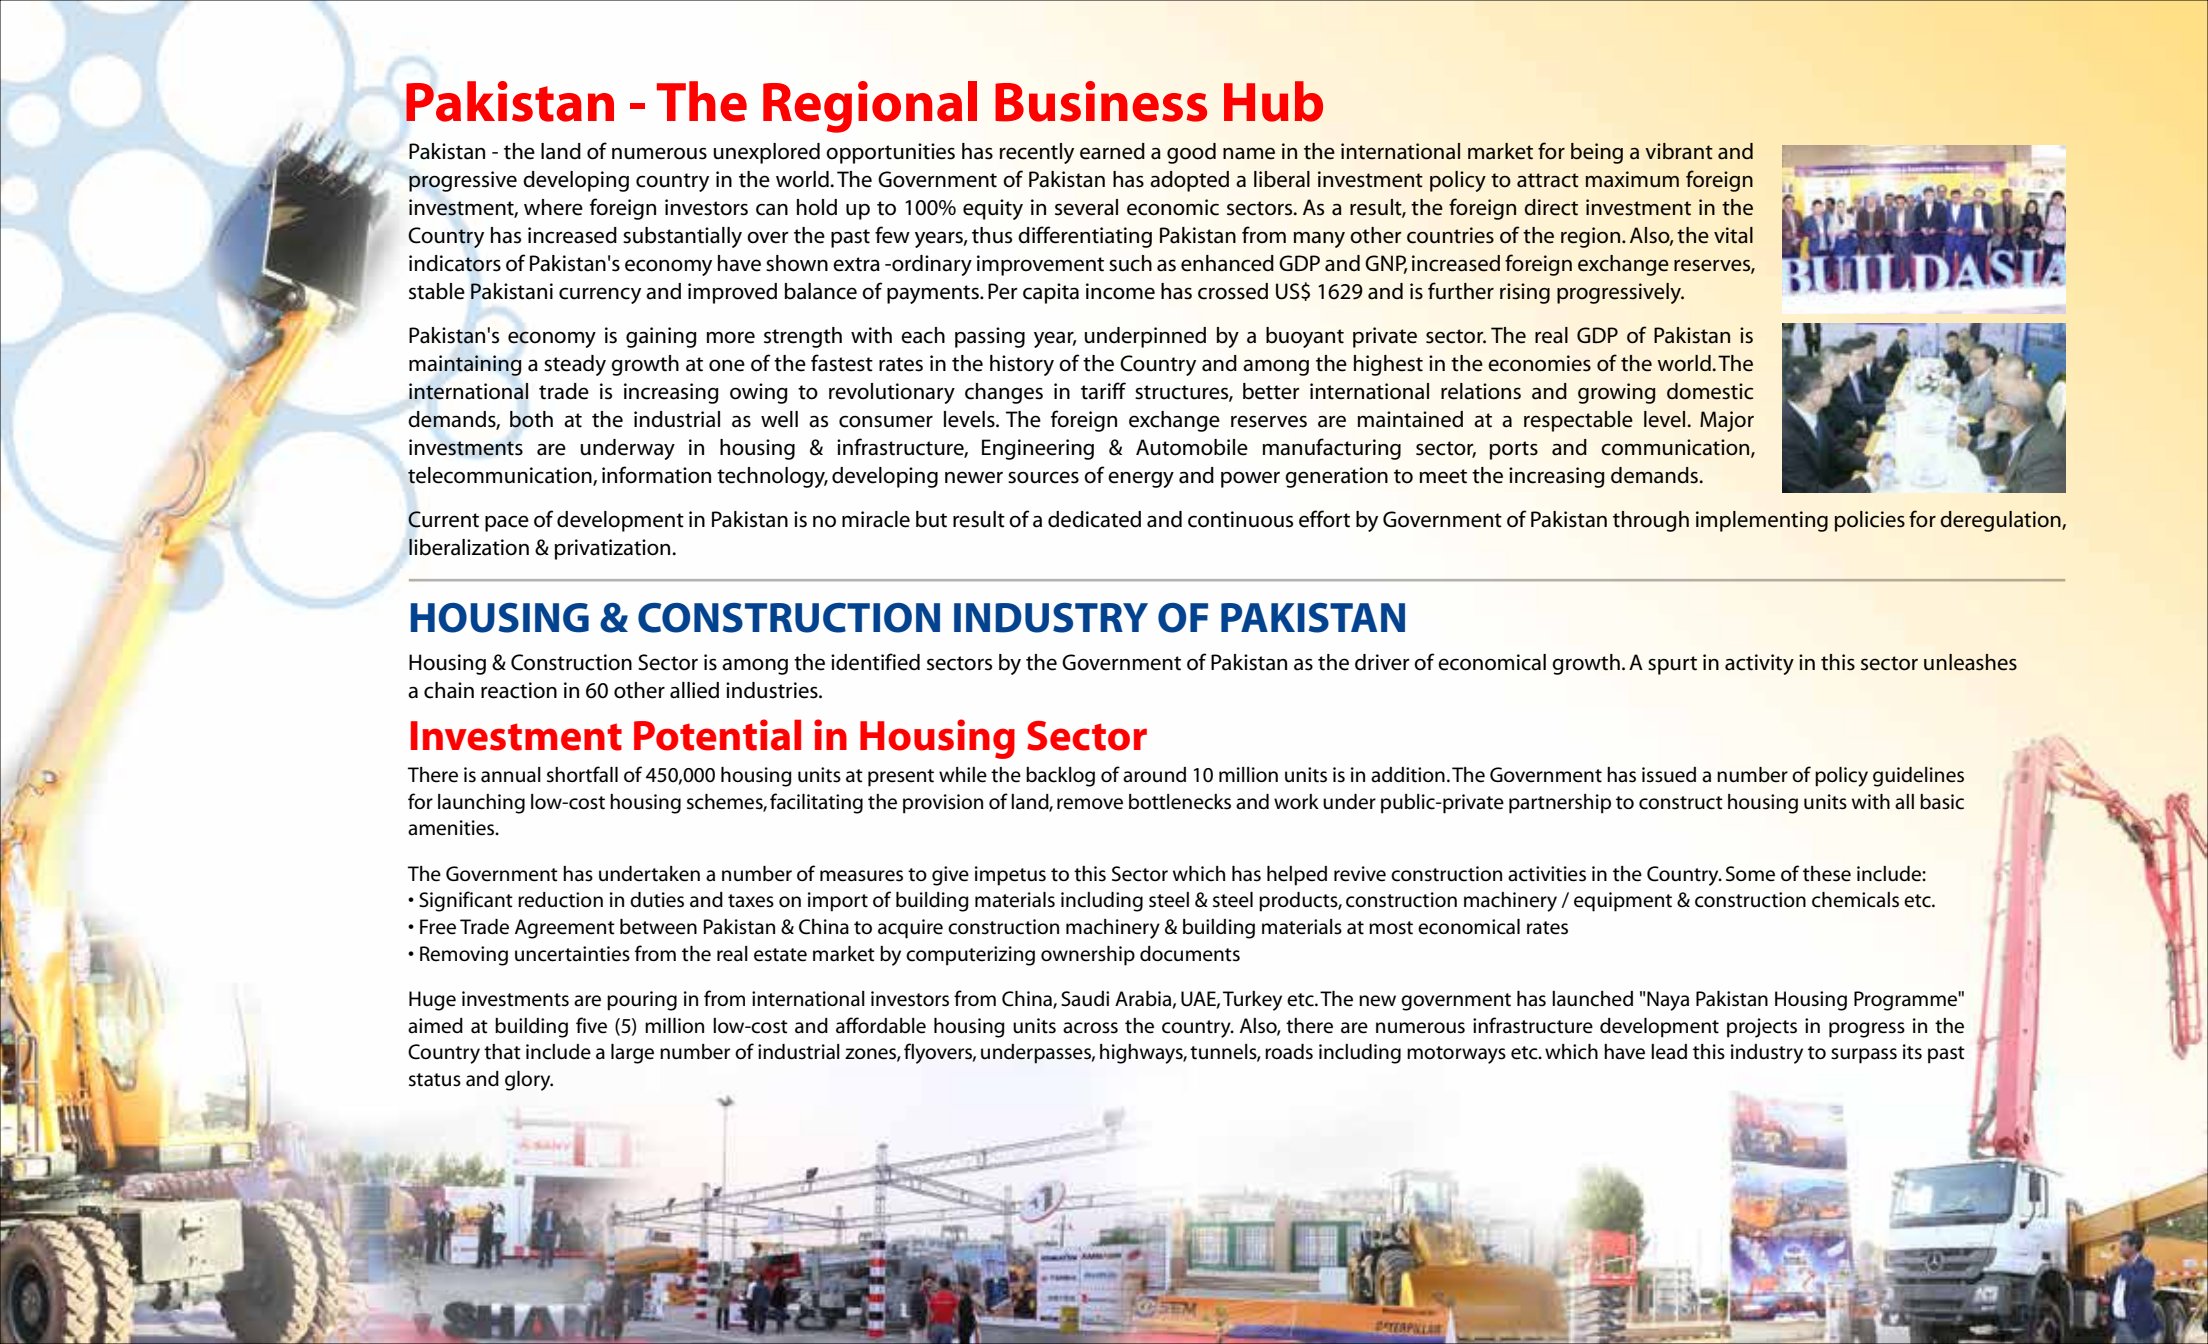 Pakistan - The Regional Business Hub
Pakistan - the land of numerous unexplored opportunities has recently earned a good name in the international market for being a vibrant and
progressive developing country in the world. The Government of Pakistan has adopted a liberal investment policy to attract maximum foreign
investment, where foreign investors can hold up to 100% equity in several economic sectors. As a result, the foreign direct investment in the
Country has increased substantially over the past few years, thus differentiating Pakistan from many other countries of the region. Also, the vital
indicators of Pakistan's economy have shown extra -ordinary improvement such as enhanced GDP and GNP, increased foreign exchange reserves,
stable Pakistani currency and improved balance of payments. Per capita income has crossed US$ 1629 and is further rising progressively.
BUILDASIA
Pakistan's economy is gaining more strength with each passing year, underpinned by a buoyant private sector. The real GDP of Pakistan is
maintaining a steady growth at one of the fastest rates in the history of the Country and among the highest in the economies of the world. The
international trade is increasing owing to revolutionary changes in tariff structures, better international relations and growing domestic
demands, both at the industrial as well as consumer levels. The foreign exchange reserves are maintained at a respectable level. Major
investments are underway in housing & infrastructure, Engineering & Automobile manufacturing sector, ports and communication,
telecommunication, information technology, developing newer sources of energy and power generation to meet the increasing demands.
Current pace of development in Pakistan is no miracle but result of a dedicated and continuous effort by Government of Pakistan through implementing policies for deregulation,
liberalization & privatization.
HOUSING & CONSTRUCTION INDUSTRY OF PAKISTAN
Housing & Construction Sector is among the identified sectors by the Government of Pakistan as the driver of economical growth. A spurt in activity in this sector unleashes
a chain reaction in 60 other allied industries.
Investment Potential in Housing Sector
There is annual shortfall of 450,000 housing units at present while the backlog of around 10 million units is in addition. The Government has issued a number of policy guidelines
for launching low-cost housing schemes, facilitating the provision of land, remove bottlenecks and work under public-private partnership to construct housing units with all basic
amenities.
The Government has undertaken a number of measures to give impetus to this Sector which has helped revive construction activities in the Country. Some of these include:
• Significant reduction in duties and taxes on import of building materials including steel & steel products, construction machinery / equipment & construction chemicals etc.
• Free Trade Agreement between Pakistan & China to acquire construction machinery & building materials at most economical rates
• Removing uncertainties from the real estate market by computerizing ownership documents
Huge investments are pouring in from international investors from China, Saudi Arabia, UAE, Turkey etc. The new government has launched "Naya Pakistan Housing Programme"
aimed at building five (5) million low-cost and affordable housing units across the country. Also, there are numerous infrastructure development projects in progress in the
Country that include a large number of industrial zones, flyovers, underpasses, highways, tunnels, roads including motorways etc. which have lead this industry to surpass its past
status and glory.
SANY
KOMATSU
SEM
CATERPILLAR